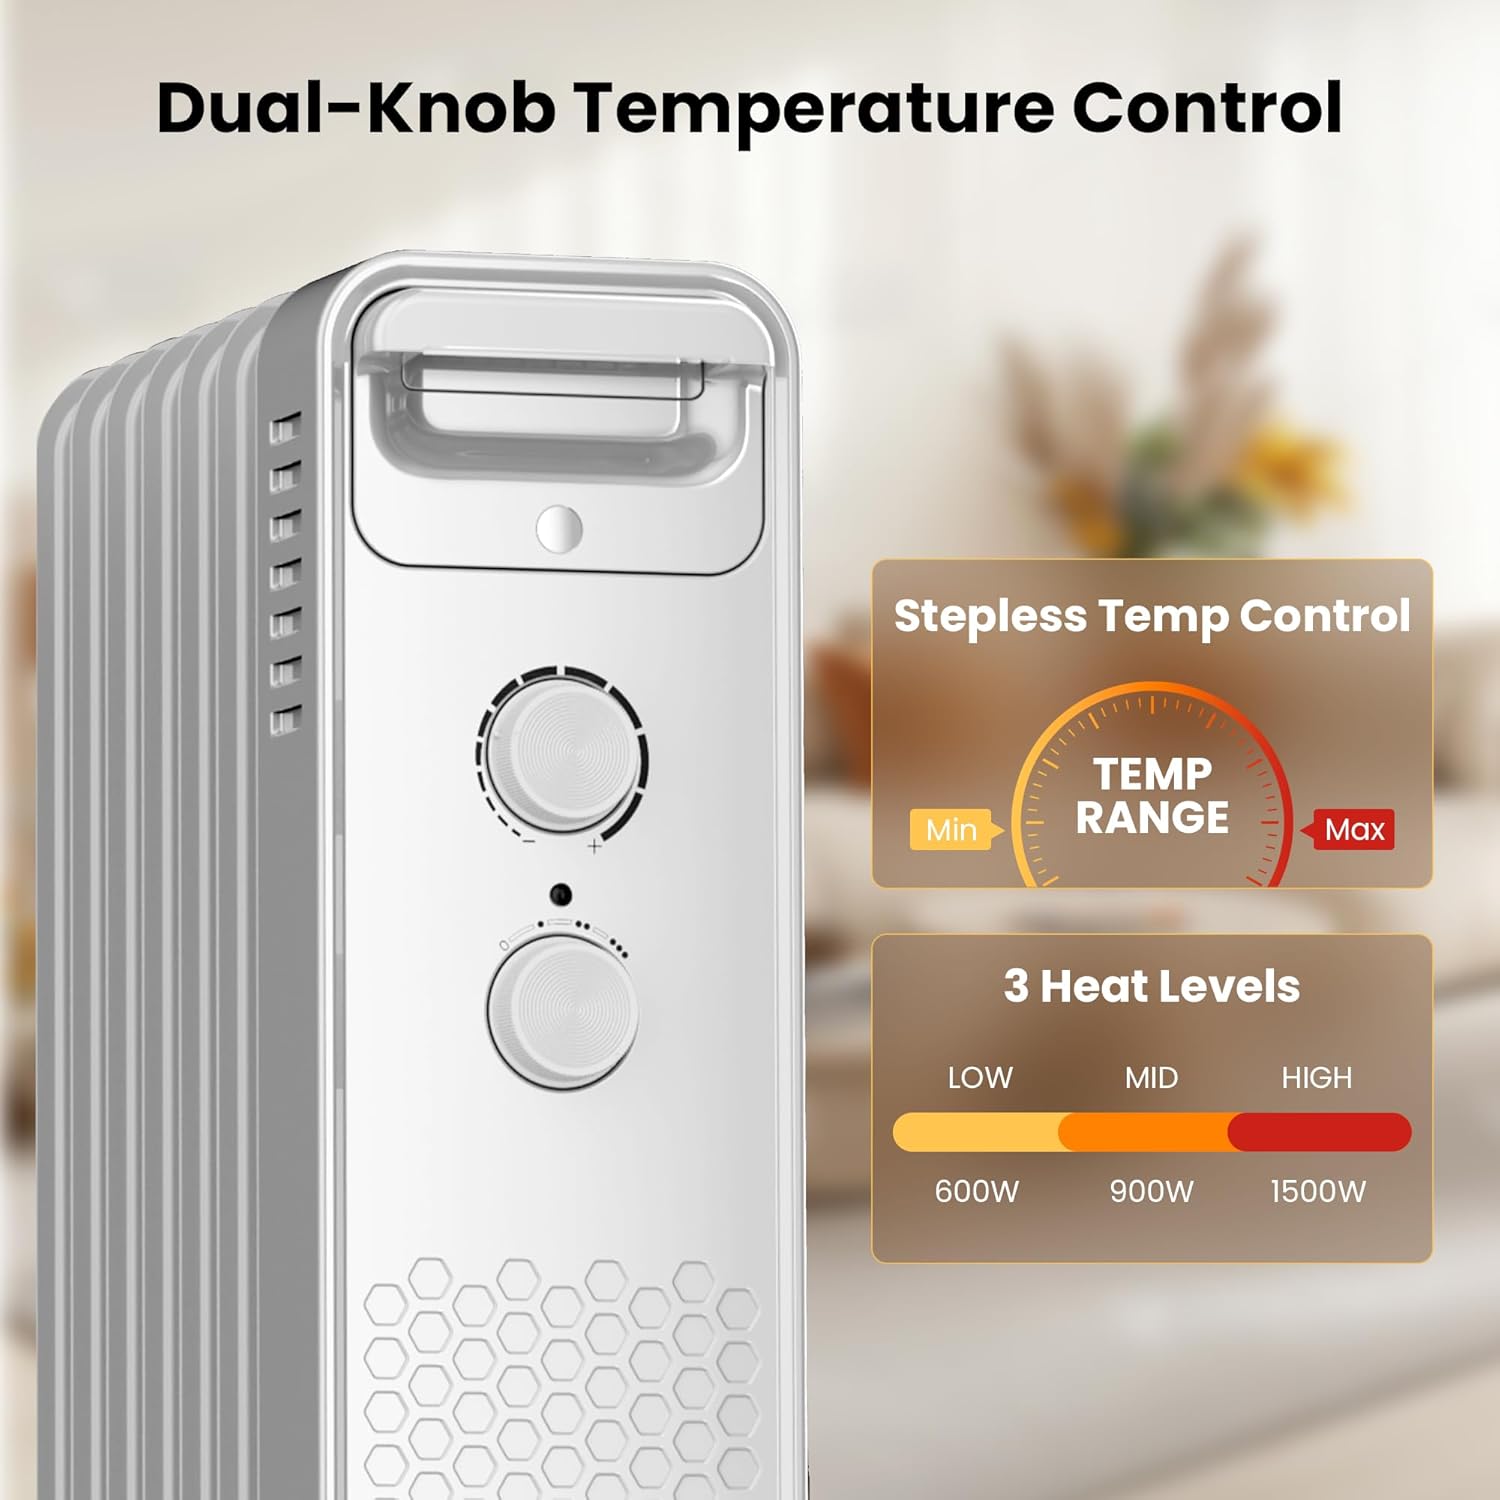 Dual-Knob Temperature Control
Stepless Temp Control
TEMP
RANGE
Min
Max
3 Heat Levels
LOW MID HIGH
600W 900W 1500W